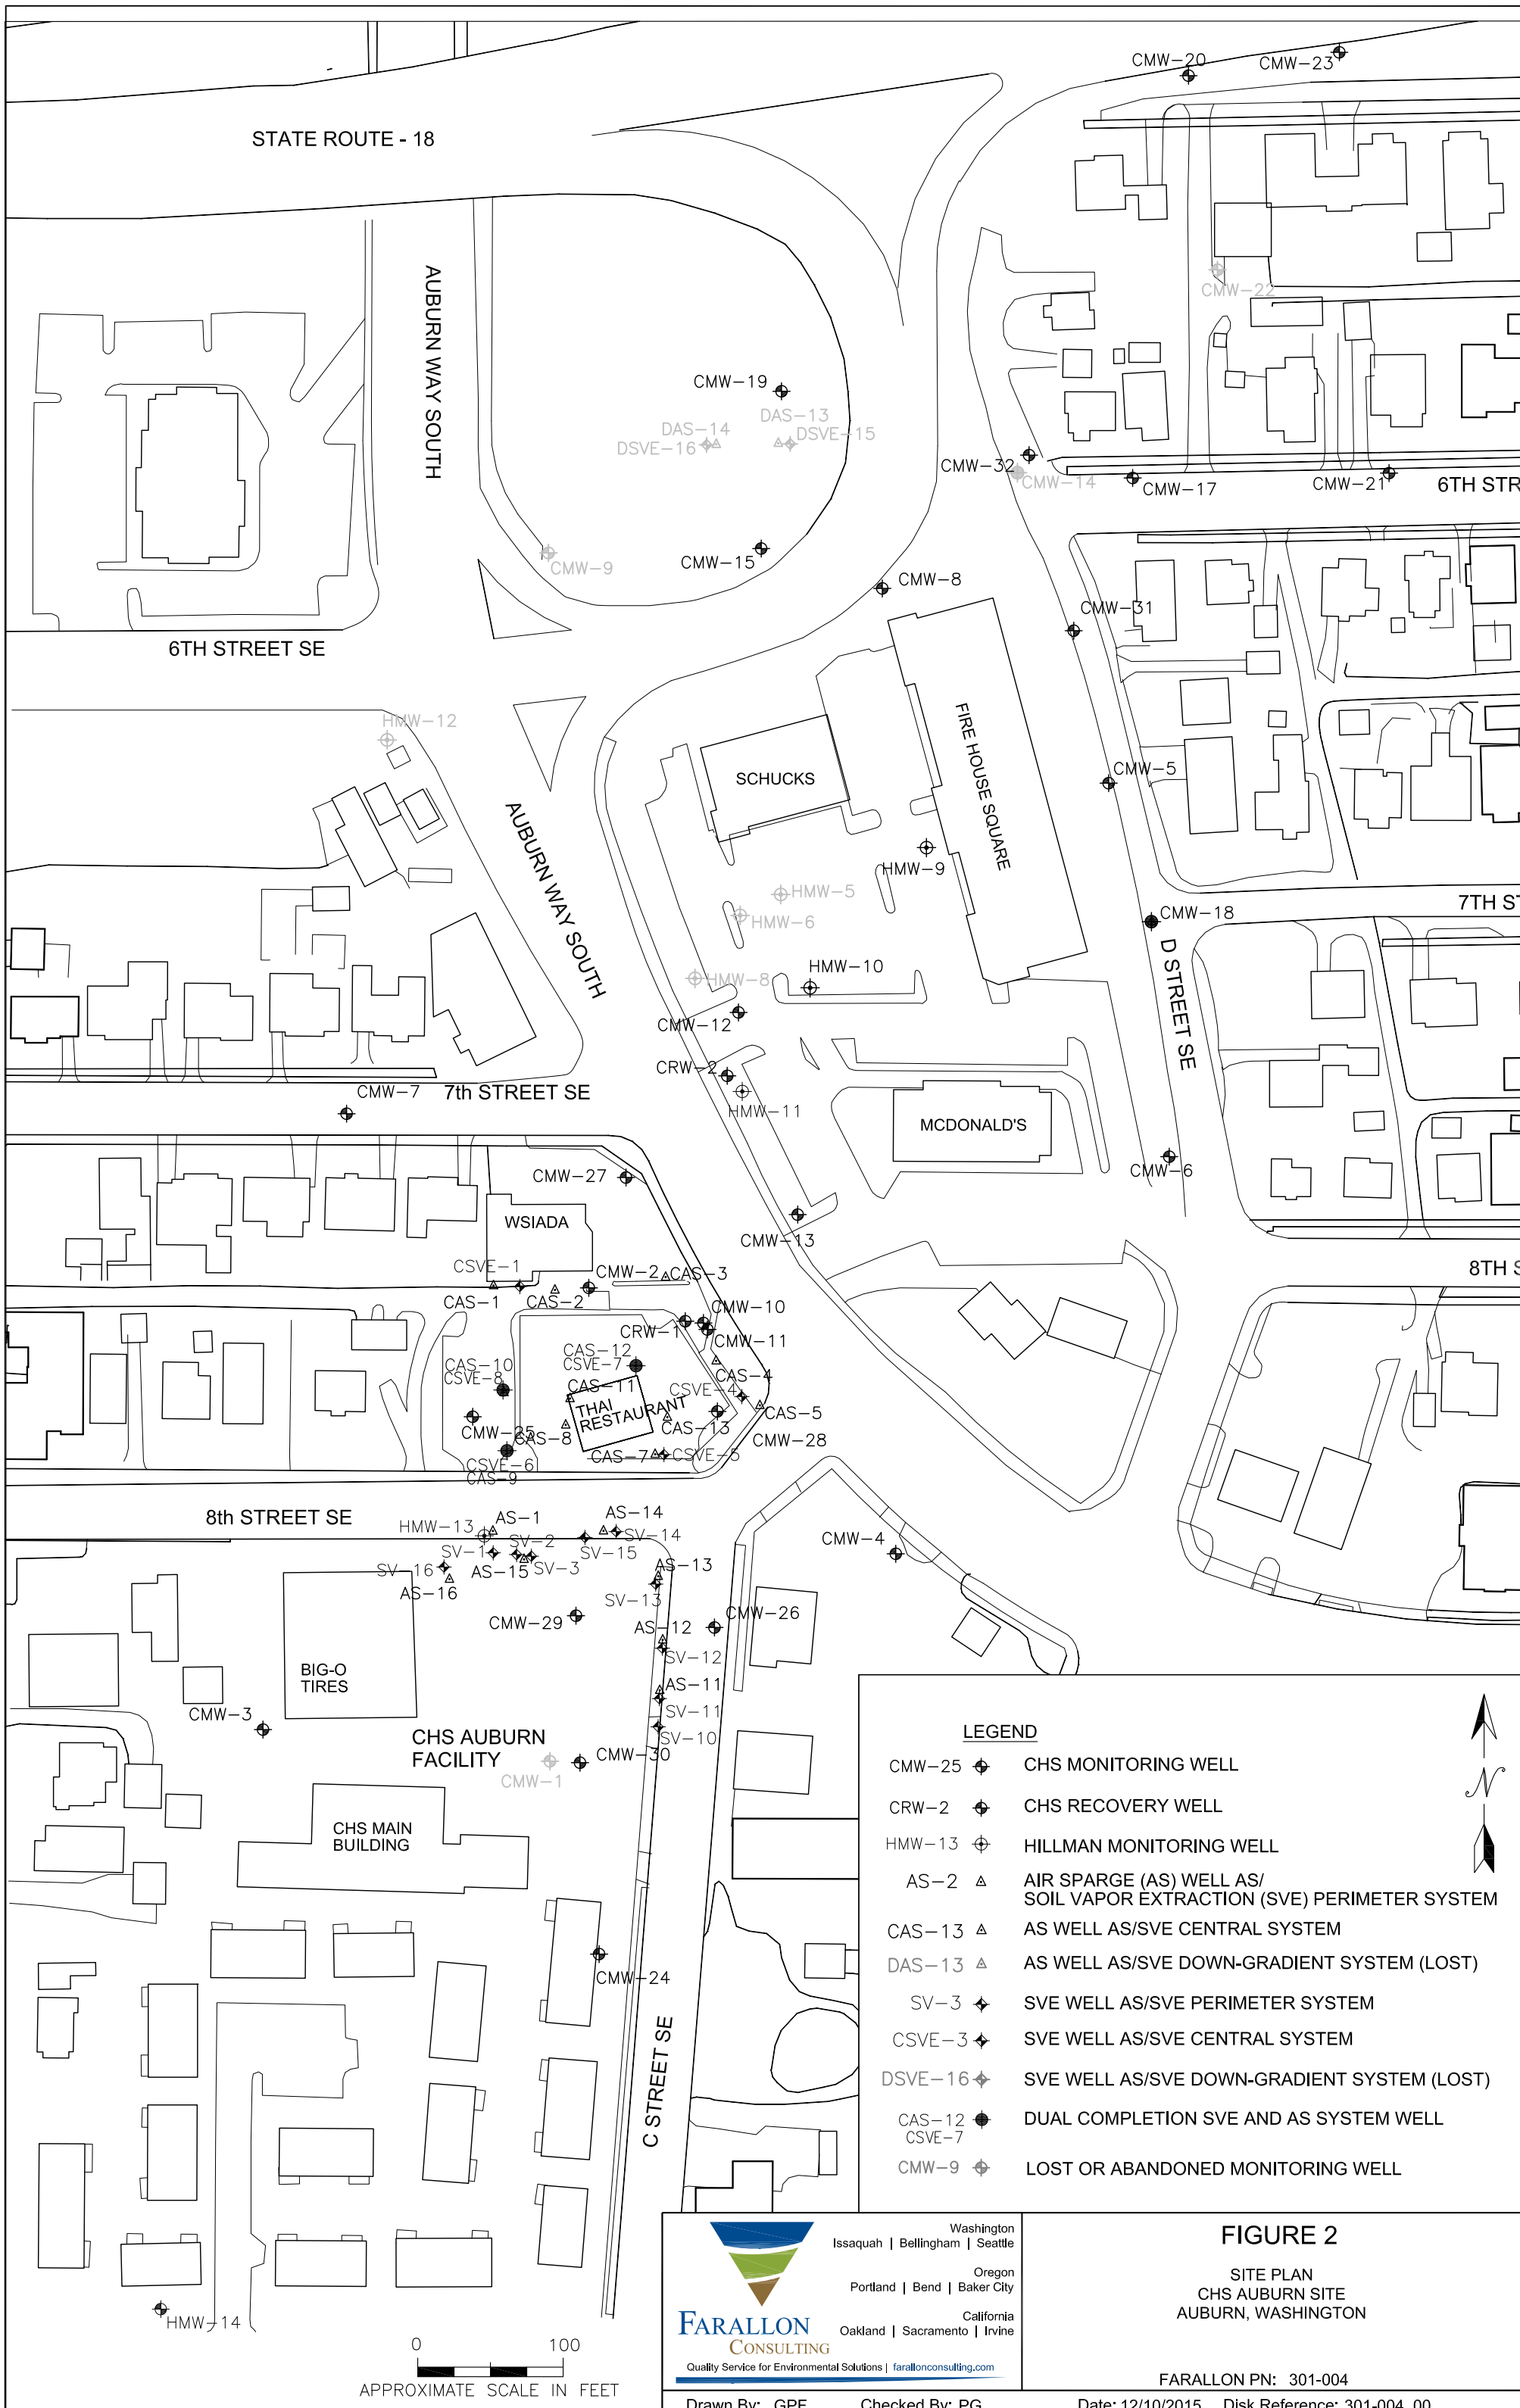 CMW-20
CMW-23
STATE ROUTE - 18
AUBURN WAY SOUTH
CMW-22
CMW-19
DAS-13
DAS-14
DSVE-15
DSVE-16
CMW-32
CMW-14
CMW-17
CMW-21
6TH STR
CMW-15
CMW-9
CMW-8
CMW-31
6TH STREET SE
HMW-12
SCHUCKS
FIRE HOUSE SQUARE
CMW-5
AUBURN WAY SOUTH
HMW-9
HMW-5
HMW-6
7TH ST
CMW-18
D STREET SE
HMW-10
HMW-8
CMW-12
CRW-2
HMW-11
7th STREET SE
CMW-7
MCDONALD'S
CMW-6
CMW-27
WSIADA
CMW-13
CSVE-1
CMW-2
CAS-3
CAS-1
CAS-2
8TH S
CMW-10
CRW-1
CMW-11
CAS-12
CSVE-7
CAS-10
CSVE-8
CAS-4
CAS-11
CSVE-4
THAI
RESTAURANT
CAS-5
CAS-13
CMW-25
CAS-8
CMW-28
CAS-7
CSVE-5
CSVE-6
CAS-9
8th STREET SE
AS-1
AS-14
HMW-13
SV-14
SV-2
SV-15
SV-1
SV-3
CMW-4
SV-16
AS-15
AS-13
AS-16
SV-13
CMW-29
CMW-26
AS-12
SV-12
BIG-O
TIRES
AS-11
SV-11
CMW-3
SV-10
CHS AUBURN
FACILITY
CMW-30
CMW-1
CHS MAIN
BUILDING
CMW-24
C STREET SE
HMW-14
0 100
APPROXIMATE SCALE IN FEET
LEGEND
N
CMW-25 CHS MONITORING WELL
CRW-2 CHS RECOVERY WELL
HMW-13 HILLMAN MONITORING WELL
AS-2 AIR SPARGE (AS) WELL AS/
SOIL VAPOR EXTRACTION (SVE) PERIMETER SYSTEM
CAS-13 AS WELL AS/SVE CENTRAL SYSTEM
DAS-13 AS WELL AS/SVE DOWN-GRADIENT SYSTEM (LOST)
SV-3 SVE WELL AS/SVE PERIMETER SYSTEM
CSVE-3 SVE WELL AS/SVE CENTRAL SYSTEM
DSVE-16 SVE WELL AS/SVE DOWN-GRADIENT SYSTEM (LOST)
CAS-12 DUAL COMPLETION SVE AND AS SYSTEM WELL
CSVE-7
CMW-9 LOST OR ABANDONED MONITORING WELL
Washington
Issaquah | Bellingham | Seattle
Oregon
Portland | Bend | Baker City
California
Oakland | Sacramento | Irvine
FARALLON
CONSULTING
Quality Service for Environmental Solutions | farallonconsulting.com
FIGURE 2
SITE PLAN
CHS AUBURN SITE
AUBURN, WASHINGTON
FARALLON PN: 301-004
Drawn By: GPF Checked By: PG Date: 12/10/2015 Disk Reference: 301-004_00